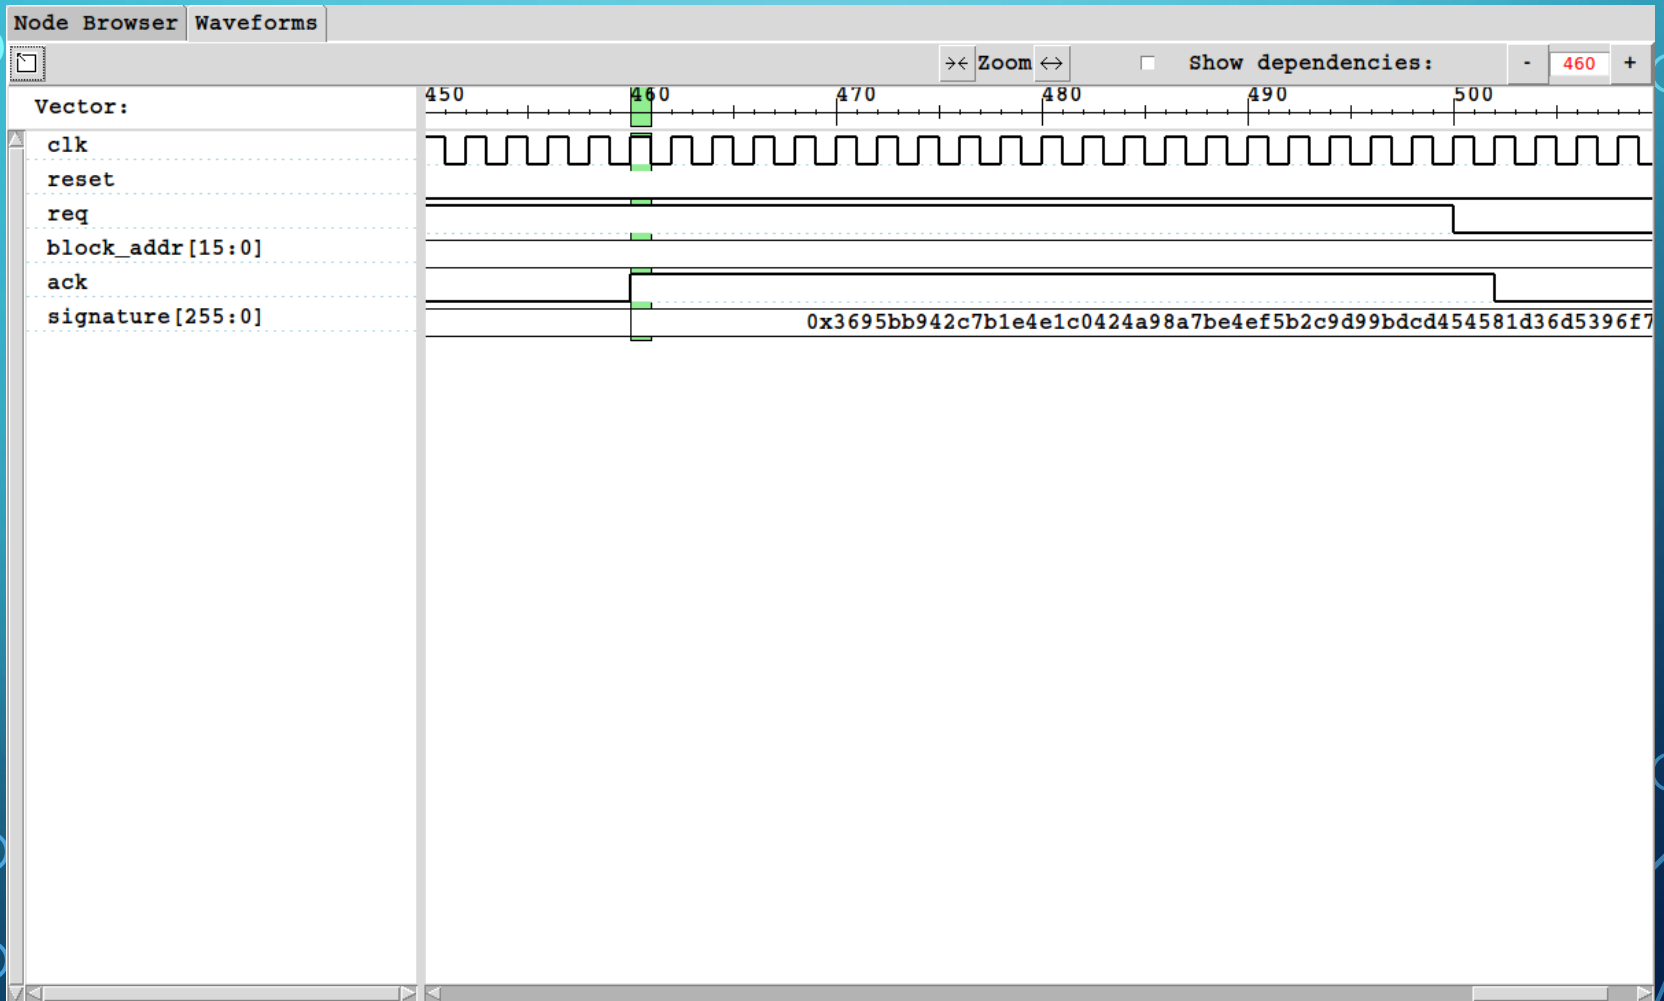 Node Browser Waveforms
Zoom Show dependencies: - 460 +
Vector: 450 460 470 480 490 500
clk
reset
req
block_addr[15:0]
ack
signature[255:0] 0x3695bb942c7b1e4e1c0424a98a7be4ef5b2c9d99bdcd454581d36d5396f7